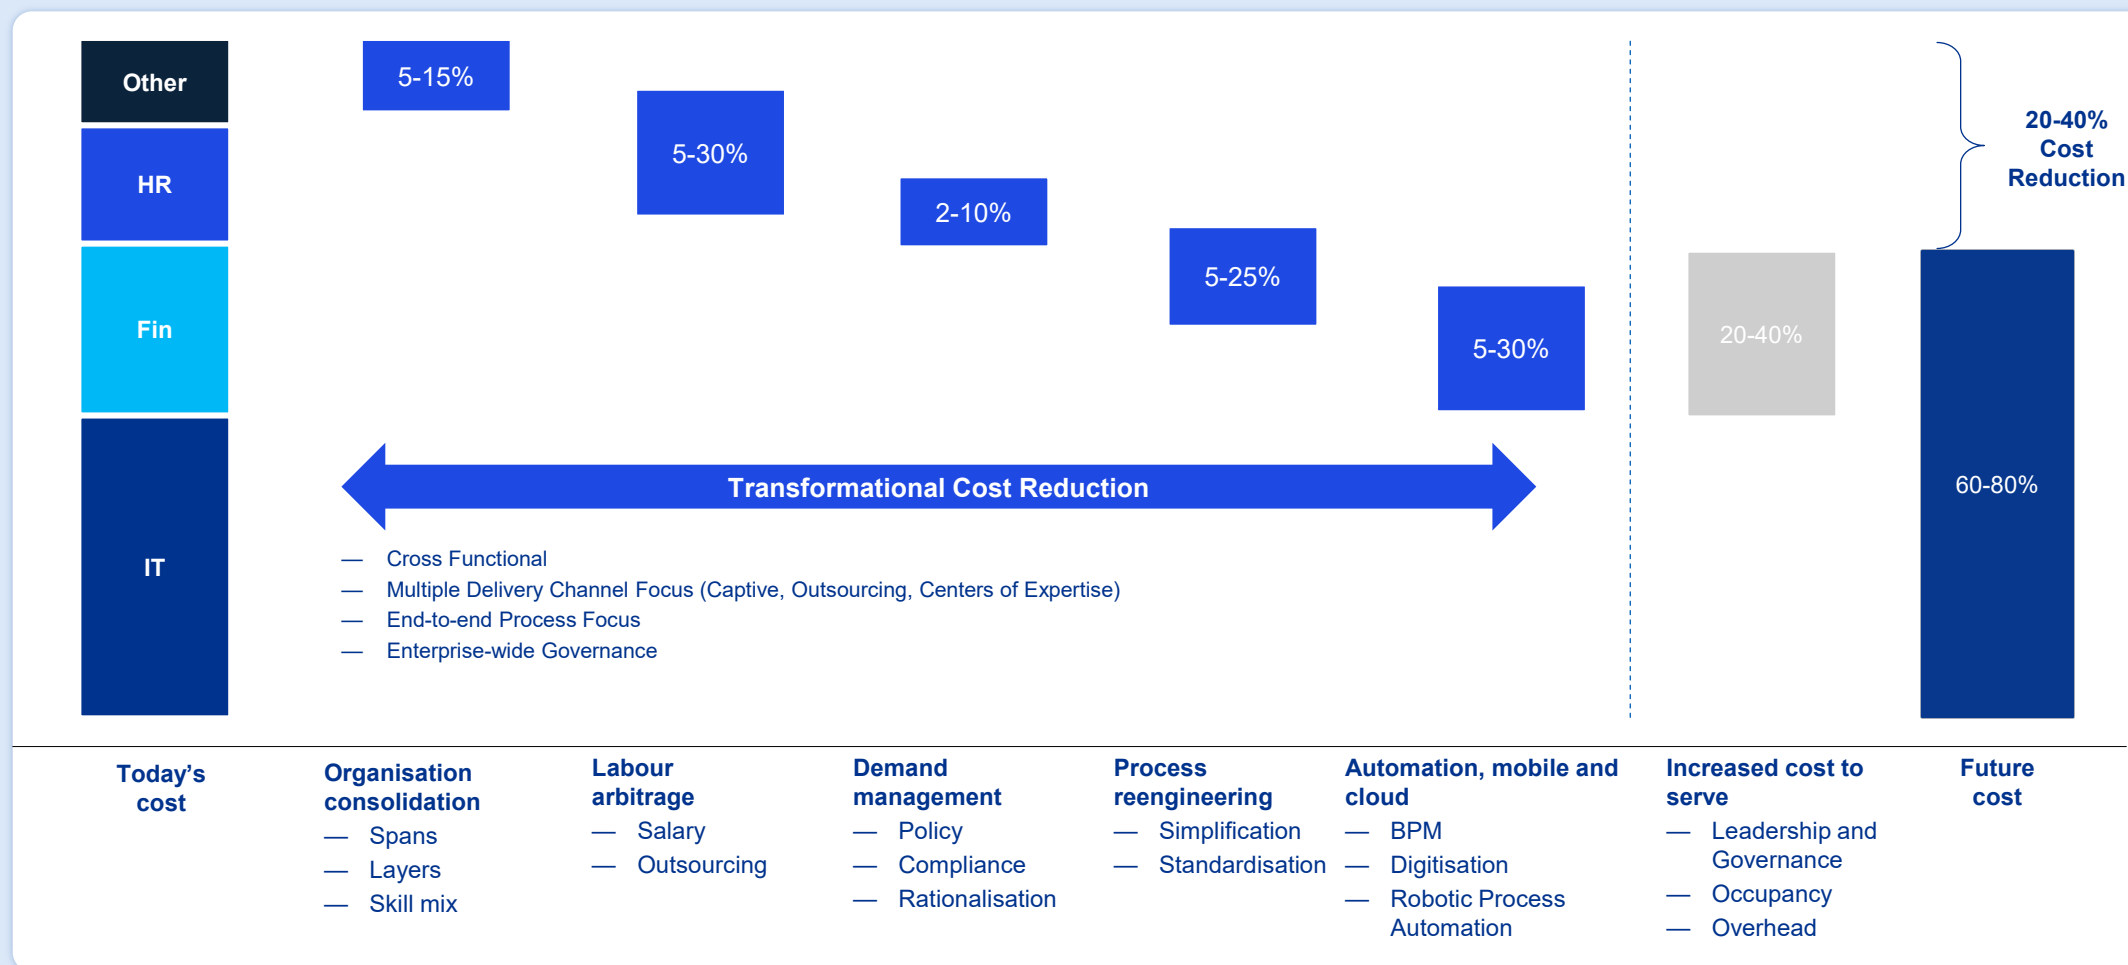 Other
HR
Fin
IT
5-15%
5-30%
2-10%
5-25%
5-30%
20-40%
60-80%
20-40%
Cost
Reduction
Transformational Cost Reduction
— Cross Functional
— Multiple Delivery Channel Focus (Captive, Outsourcing, Centers of Expertise)
— End-to-end Process Focus
— Enterprise-wide Governance
Today’s
cost
Organisation
consolidation
— Spans
— Layers
— Skill mix
Labour
arbitrage
— Salary
— Outsourcing
Demand
management
— Policy
— Compliance
— Rationalisation
Process
reengineering
— Simplification
— Standardisation
Automation, mobile and
cloud
— BPM
— Digitisation
— Robotic Process
Automation
Increased cost to
serve
— Leadership and
Governance
— Occupancy
— Overhead
Future
cost